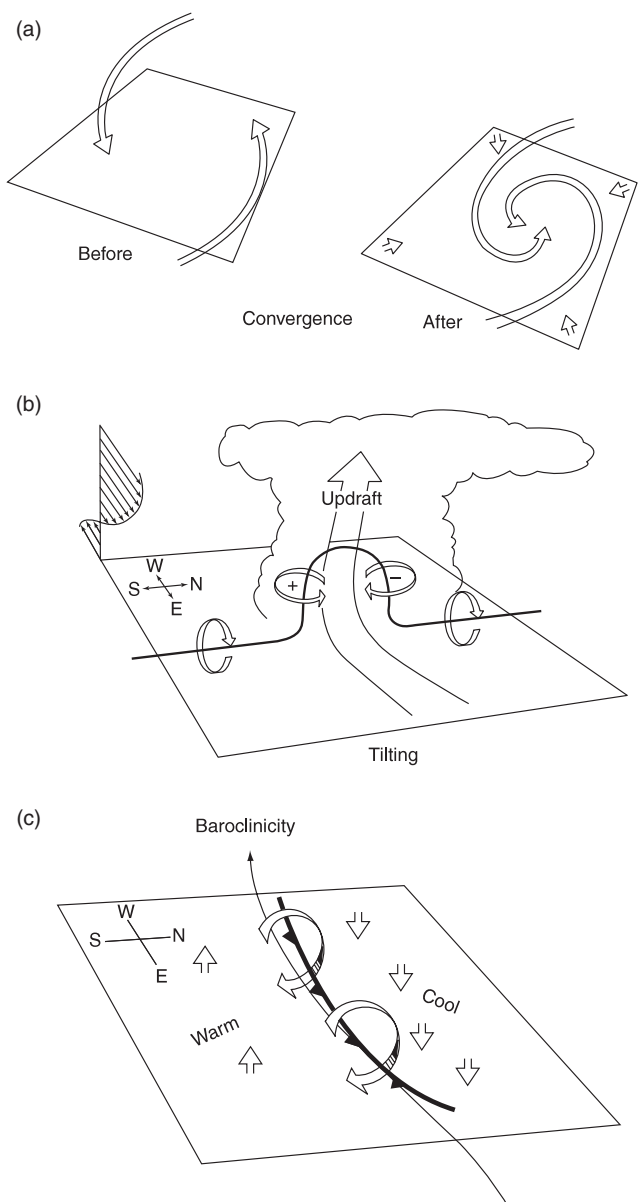 (a)
Before
Convergence
After
(b)
Updraft
W
S
N
E
+
−
Tilting
(c)
Baroclinicity
W
S
N
E
Cool
Warm